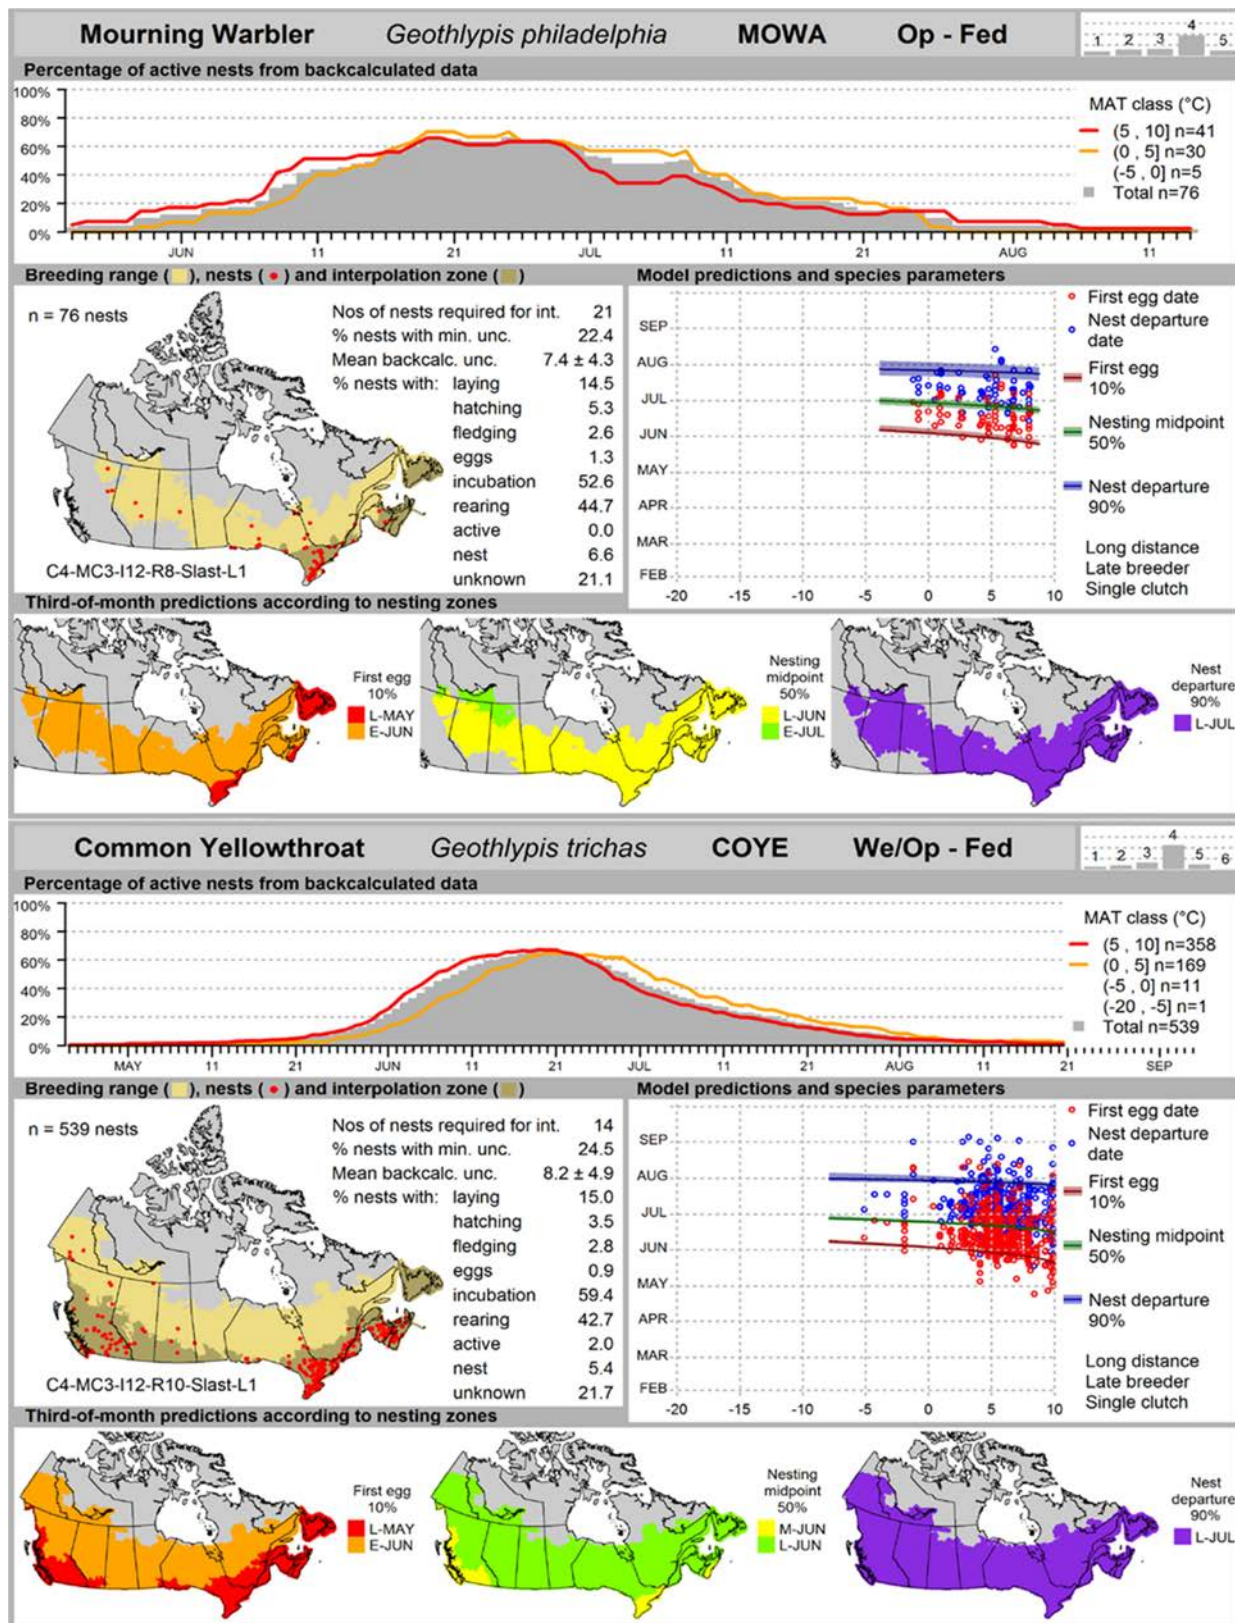 Mourning Warbler Geothlypis philadelphia MOWA Op - Fed
1 2 3 4 5
Percentage of active nests from backcalculated data
100%
80%
60%
40%
20%
0%
JUN 11 21 JUL 11 21 AUG 11
MAT class (°C)
(5 , 10] n=41
(0 , 5] n=30
(-5 , 0] n=5
Total n=76
Breeding range ( ), nests ( ) and interpolation zone ( )
n = 76 nests
Nos of nests required for int. 21
% nests with min. unc. 22.4
Mean backcalc. unc. 7.4 ± 4.3
% nests with: laying 14.5
hatching 5.3
fledging 2.6
eggs 1.3
incubation 52.6
rearing 44.7
active 0.0
nest 6.6
unknown 21.1
C4-MC3-I12-R8-Slast-L1
Model predictions and species parameters
SEP
AUG
JUL
JUN
MAY
APR
MAR
FEB
-20 -15 -10 -5 0 5 10
First egg date
Nest departure
date
First egg
10%
Nesting midpoint
50%
Nest departure
90%
Long distance
Late breeder
Single clutch
Third-of-month predictions according to nesting zones
First egg
10%
L-MAY
E-JUN
Nesting
midpoint
50%
L-JUN
E-JUL
Nest
departure
90%
L-JUL
Common Yellowthroat Geothlypis trichas COYE We/Op - Fed
1 2 3 4 5 6
Percentage of active nests from backcalculated data
100%
80%
60%
40%
20%
0%
MAY 11 21 JUN 11 21 JUL 11 21 AUG 11 21 SEP
MAT class (°C)
(5 , 10] n=358
(0 , 5] n=169
(-5 , 0] n=11
(-20 , -5] n=1
Total n=539
Breeding range ( ), nests ( ) and interpolation zone ( )
n = 539 nests
Nos of nests required for int. 14
% nests with min. unc. 24.5
Mean backcalc. unc. 8.2 ± 4.9
% nests with: laying 15.0
hatching 3.5
fledging 2.8
eggs 0.9
incubation 59.4
rearing 42.7
active 2.0
nest 5.4
unknown 21.7
C4-MC3-I12-R10-Slast-L1
Model predictions and species parameters
SEP
AUG
JUL
JUN
MAY
APR
MAR
FEB
-20 -15 -10 -5 0 5 10
First egg date
Nest departure
date
First egg
10%
Nesting midpoint
50%
Nest departure
90%
Long distance
Late breeder
Single clutch
Third-of-month predictions according to nesting zones
First egg
10%
L-MAY
E-JUN
Nesting
midpoint
50%
M-JUN
L-JUN
Nest
departure
90%
L-JUL